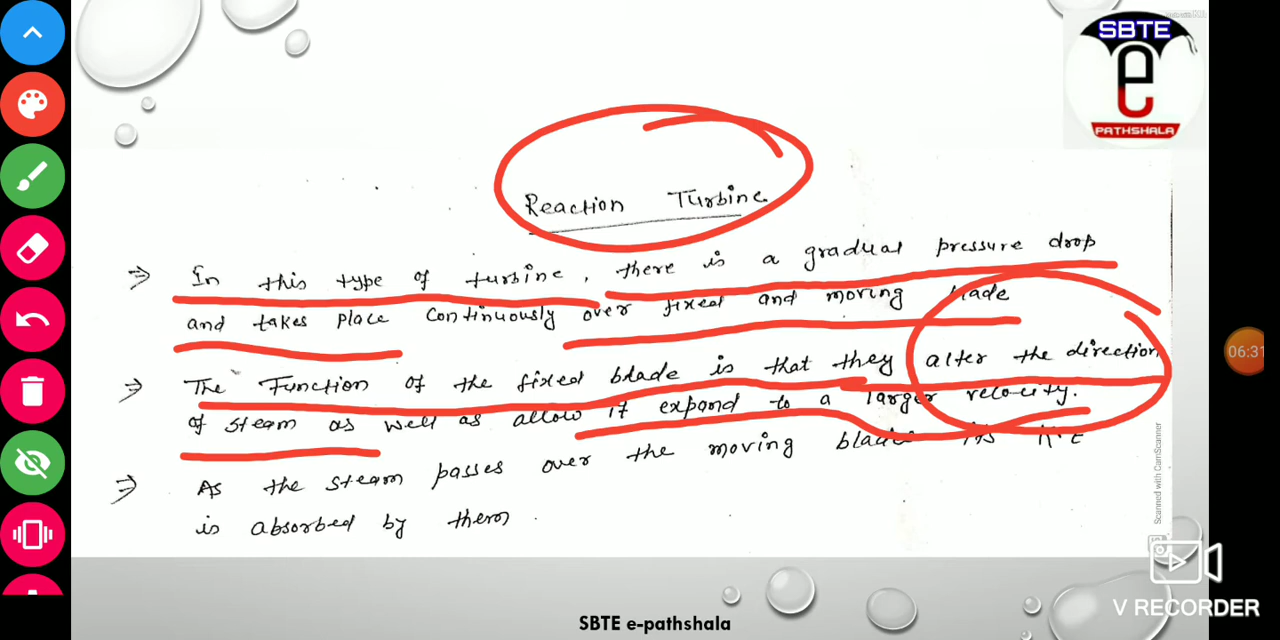 SBTE
e
PATHSHALA
Reaction Turbine
⇒ In this type of turbine, there is a gradual pressure drop
and takes place continuously over fixed and moving blade
⇒ The Function of the fixed blade is that they alter the direction
of steam as well as allow it expand to a larger velocity.
⇒ As the steam passes over the moving blade its K.E
is absorbed by them.
Scanned with CamScanner
06:31
V RECORDER
SBTE e-pathshala